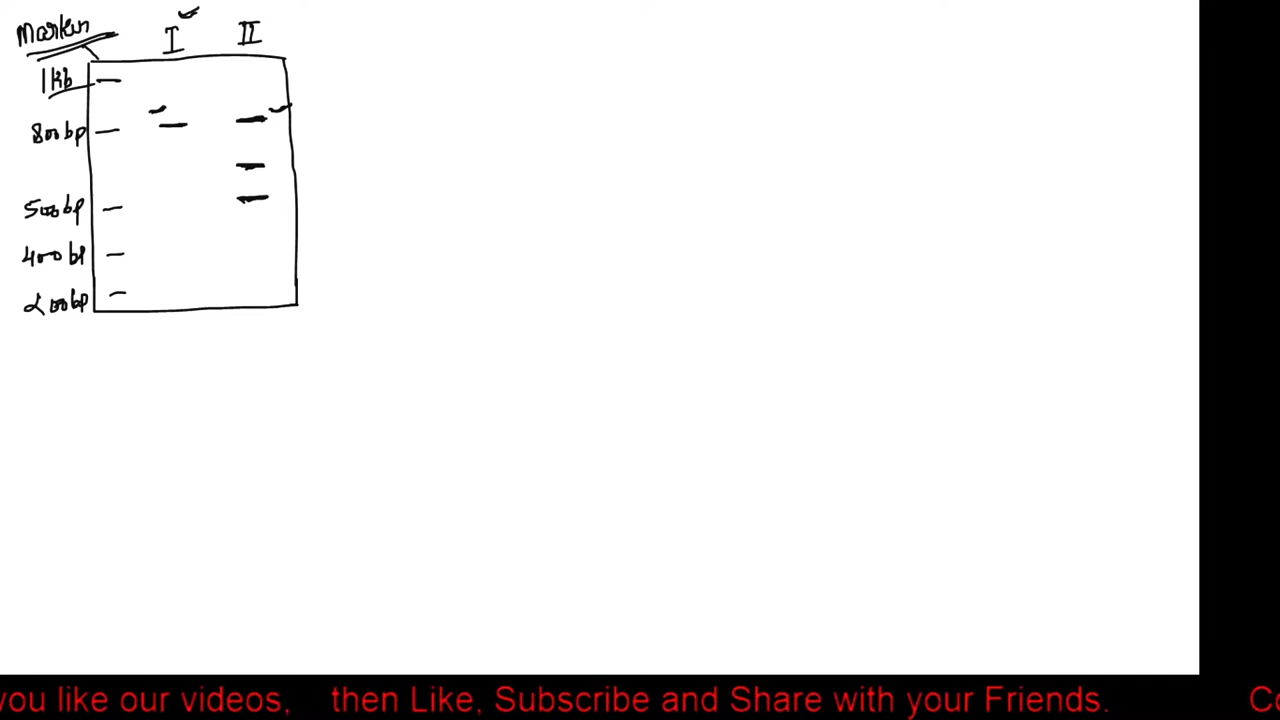 Marker I II
1kb
800bp
500bp
400bp
200bp
you like our videos, then Like, Subscribe and Share with your Friends. Co